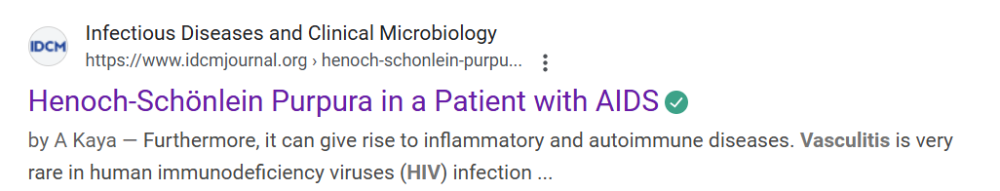 IDCM
Infectious Diseases and Clinical Microbiology
https://www.idcmjournal.org › henoch-schonlein-purpu...
Henoch-Schönlein Purpura in a Patient with AIDS
by A Kaya — Furthermore, it can give rise to inflammatory and autoimmune diseases. Vasculitis is very
rare in human immunodeficiency viruses (HIV) infection ...